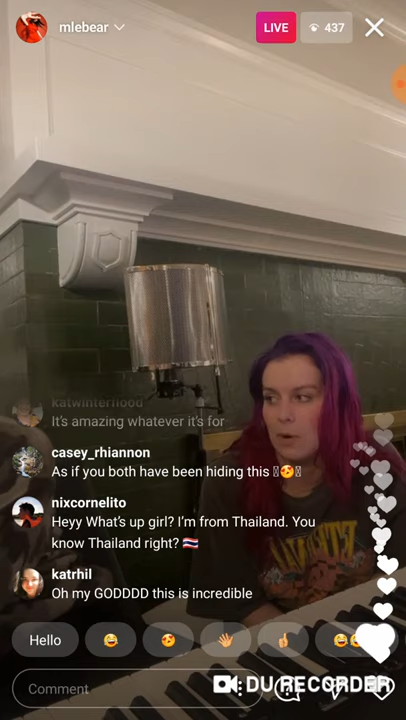 mlebear
LIVE
437
katwinterhood
It's amazing whatever it's for
casey_rhiannon
As if you both have been hiding this 😍
nixcornelito
Heyy What's up girl? I'm from Thailand. You
know Thailand right? 🇹🇭
katrhil
Oh my GODDDD this is incredible
Hello
Comment
DU RECORDER